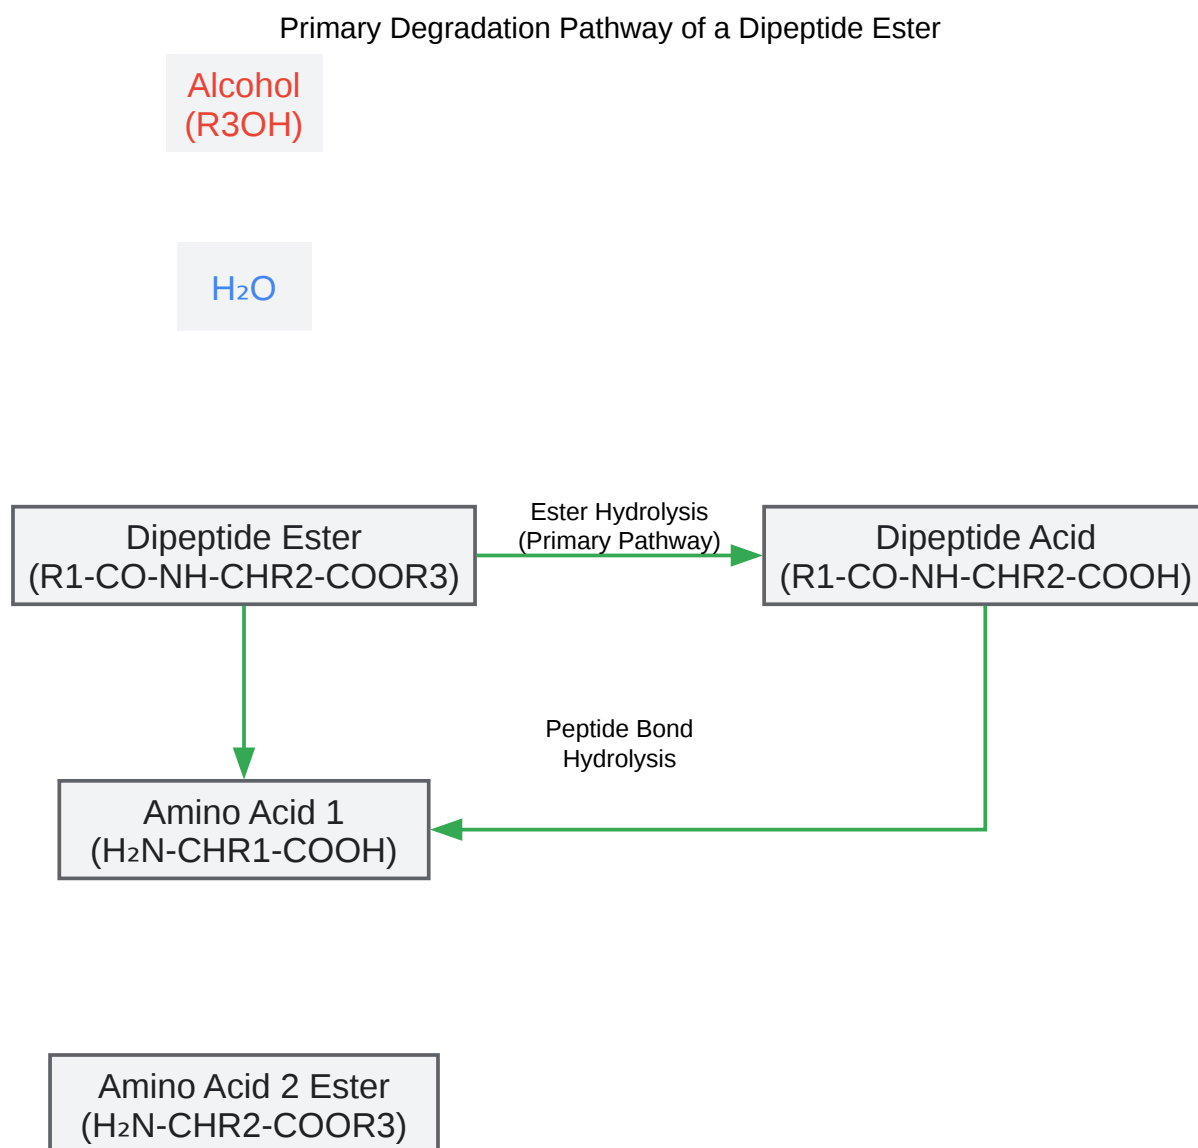 Primary Degradation Pathway of a Dipeptide Ester
Alcohol
(R3OH)
H₂O
Dipeptide Ester
(R1-CO-NH-CHR2-COOR3)
Ester Hydrolysis
(Primary Pathway)
Dipeptide Acid
(R1-CO-NH-CHR2-COOH)
Peptide Bond
Hydrolysis
Amino Acid 1
(H₂N-CHR1-COOH)
Amino Acid 2 Ester
(H₂N-CHR2-COOR3)